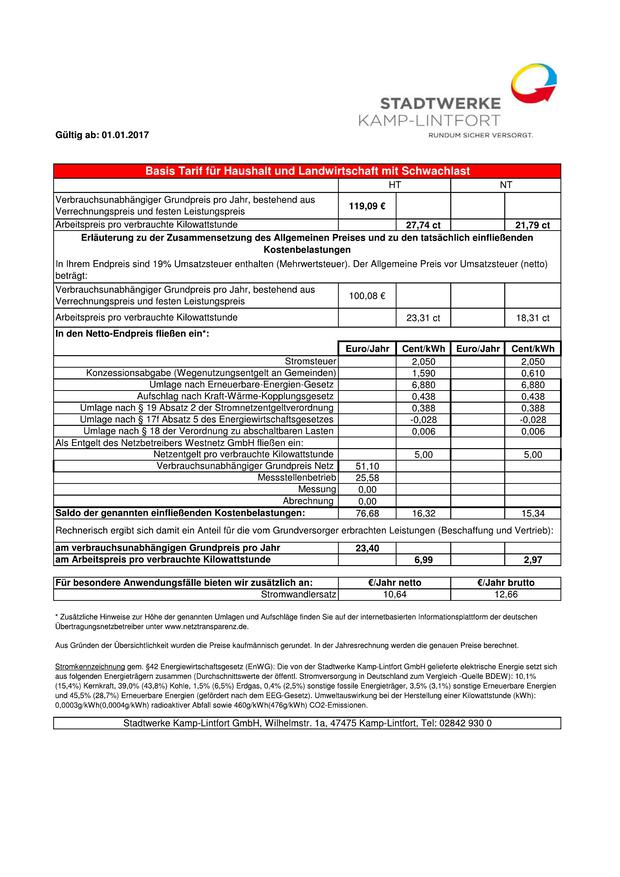 STADTWERKE
KAMP-LINTFORT
RUNDUM SICHER VERSORGT.
Gültig ab: 01.01.2017
Basis Tarif für Haushalt und Landwirtschaft mit Schwachlast
HT NT
Verbrauchsunabhängiger Grundpreis pro Jahr, bestehend aus
Verrechnungspreis und festen Leistungspreis 119,09 €
Arbeitspreis pro verbrauchte Kilowattstunde 27,74 ct 21,79 ct
Erläuterung zu der Zusammensetzung des Allgemeinen Preises und zu den tatsächlich einfließenden
Kostenbelastungen
In Ihrem Endpreis sind 19% Umsatzsteuer enthalten (Mehrwertsteuer). Der Allgemeine Preis vor Umsatzsteuer (netto)
beträgt:
Verbrauchsunabhängiger Grundpreis pro Jahr, bestehend aus
Verrechnungspreis und festen Leistungspreis 100,08 €
Arbeitspreis pro verbrauchte Kilowattstunde 23,31 ct 18,31 ct
In den Netto-Endpreis fließen ein*:
Euro/Jahr Cent/kWh Euro/Jahr Cent/kWh
Stromsteuer 2,050 2,050
Konzessionsabgabe (Wegenutzungsentgelt an Gemeinden) 1,590 0,610
Umlage nach Erneuerbare-Energien-Gesetz 6,880 6,880
Aufschlag nach Kraft-Wärme-Kopplungsgesetz 0,438 0,438
Umlage nach § 19 Absatz 2 der Stromnetzentgeltverordnung 0,388 0,388
Umlage nach § 17f Absatz 5 des Energiewirtschaftsgesetzes -0,028 -0,028
Umlage nach § 18 der Verordnung zu abschaltbaren Lasten 0,006 0,006
Als Entgelt des Netzbetreibers Westnetz GmbH fließen ein:
Netzentgelt pro verbrauchte Kilowattstunde 5,00 5,00
Verbrauchsunabhängiger Grundpreis Netz 51,10
Messstellenbetrieb 25,58
Messung 0,00
Abrechnung 0,00
Saldo der genannten einfließenden Kostenbelastungen: 76,68 16,32 15,34
Rechnerisch ergibt sich damit ein Anteil für die vom Grundversorger erbrachten Leistungen (Beschaffung und Vertrieb):
am verbrauchsunabhängigen Grundpreis pro Jahr 23,40
am Arbeitspreis pro verbrauchte Kilowattstunde 6,99 2,97
Für besondere Anwendungsfälle bieten wir zusätzlich an: €/Jahr netto €/Jahr brutto
Stromwandlersatz 10,64 12,66
* Zusätzliche Hinweise zur Höhe der genannten Umlagen und Aufschläge finden Sie auf der internetbasierten Informationsplattform der deutschen
Übertragungsnetzbetreiber unter www.netztransparenz.de.
Aus Gründen der Übersichtlichkeit wurden die Preise kaufmännisch gerundet. In der Jahresrechnung werden die genauen Preise berechnet.
Stromkennzeichnung gem. §42 Energiewirtschaftsgesetz (EnWG): Die von der Stadtwerke Kamp-Lintfort GmbH gelieferte elektrische Energie setzt sich
aus folgenden Energieträgern zusammen (Durchschnittswerte der öffentl. Stromversorgung in Deutschland zum Vergleich -Quelle BDEW): 10,1%
(15,4%) Kernkraft, 39,0% (43,8%) Kohle, 1,5% (6,5%) Erdgas, 0,4% (2,5%) sonstige fossile Energieträger, 3,5% (3,1%) sonstige Erneuerbare Energien
und 45,5% (28,7%) Erneuerbare Energien (gefördert nach dem EEG-Gesetz). Umweltauswirkung bei der Herstellung einer Kilowattstunde (kWh):
0,0003g/kWh(0,0004g/kWh) radioaktiver Abfall sowie 460g/kWh(476g/kWh) CO2-Emissionen.
Stadtwerke Kamp-Lintfort GmbH, Wilhelmstr. 1a, 47475 Kamp-Lintfort, Tel: 02842 930 0